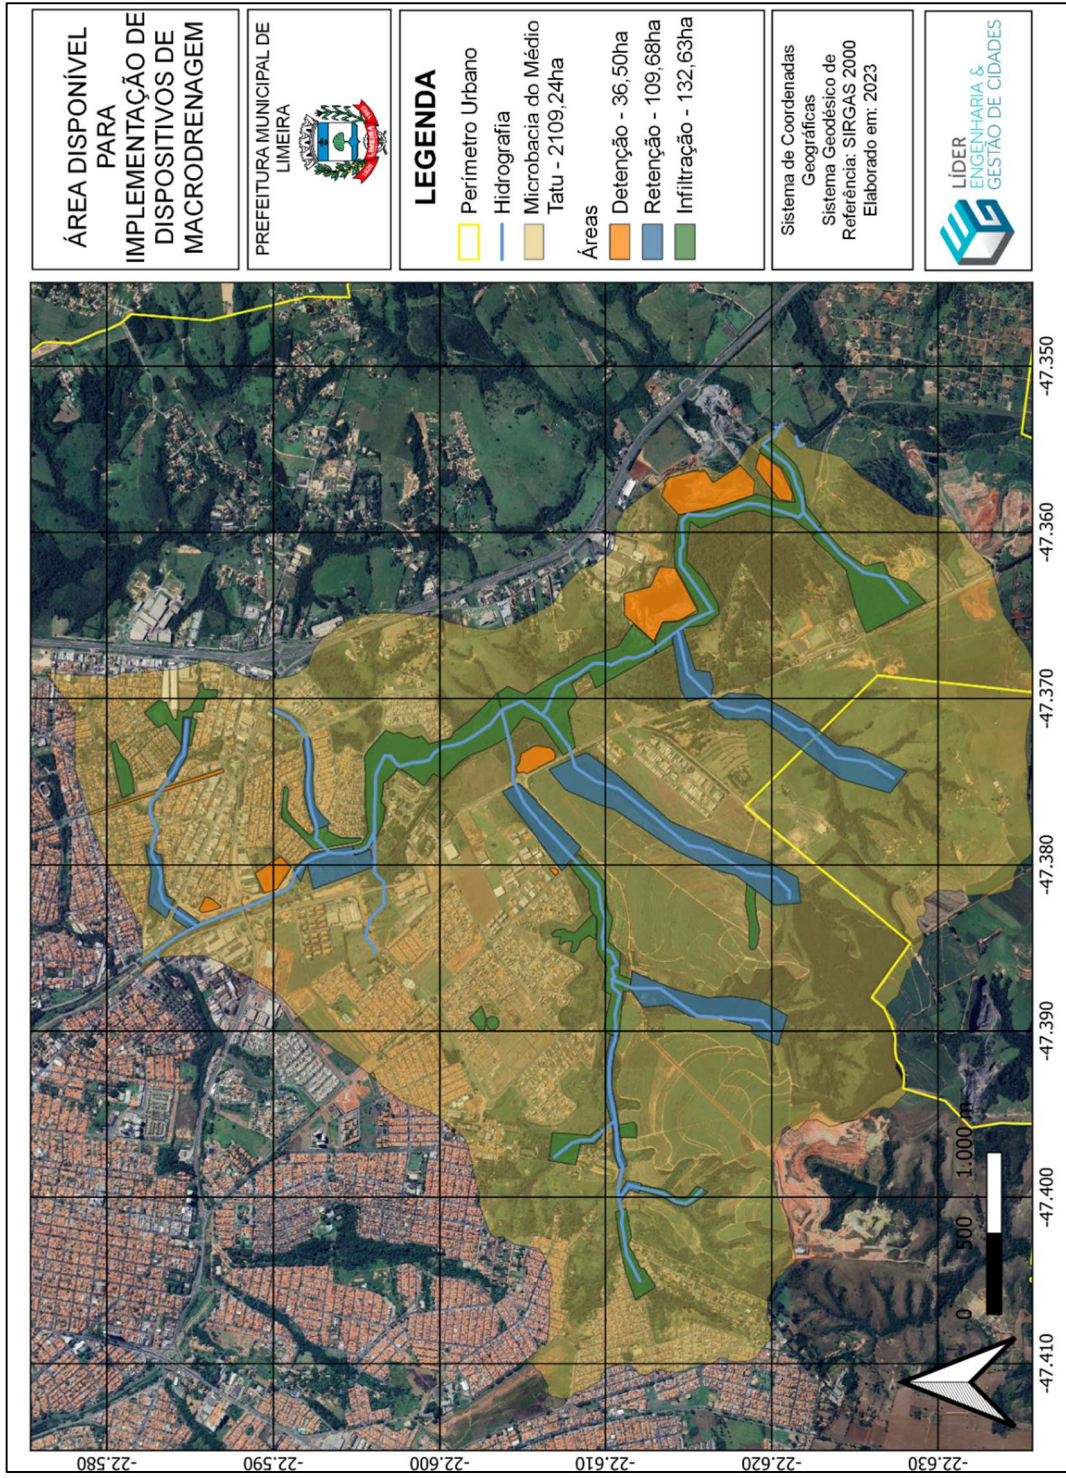 ÁREA DISPONÍVEL
PARA
IMPLEMENTAÇÃO DE
DISPOSITIVOS DE
MACRODRENAGEM
PREFEITURA MUNICIPAL DE
LIMEIRA
LIMEIRA
LEGENDA
Perímetro Urbano
Hidrografia
Microbacia do Médio
Tatu - 2109,24ha
Áreas
Detenção - 36,50ha
Retenção - 109,68ha
Infiltração - 132,63ha
Sistema de Coordenadas
Geográficas
Sistema Geodésico de
Referência: SIRGAS 2000
Elaborado em: 2023
LÍDER
ENGENHARIA &
GESTÃO DE CIDADES
-22.580
-22.590
-22.600
-22.610
-22.620
-22.630
-47.410
-47.400
-47.390
-47.380
-47.370
-47.360
-47.350
0 500 1.000 m